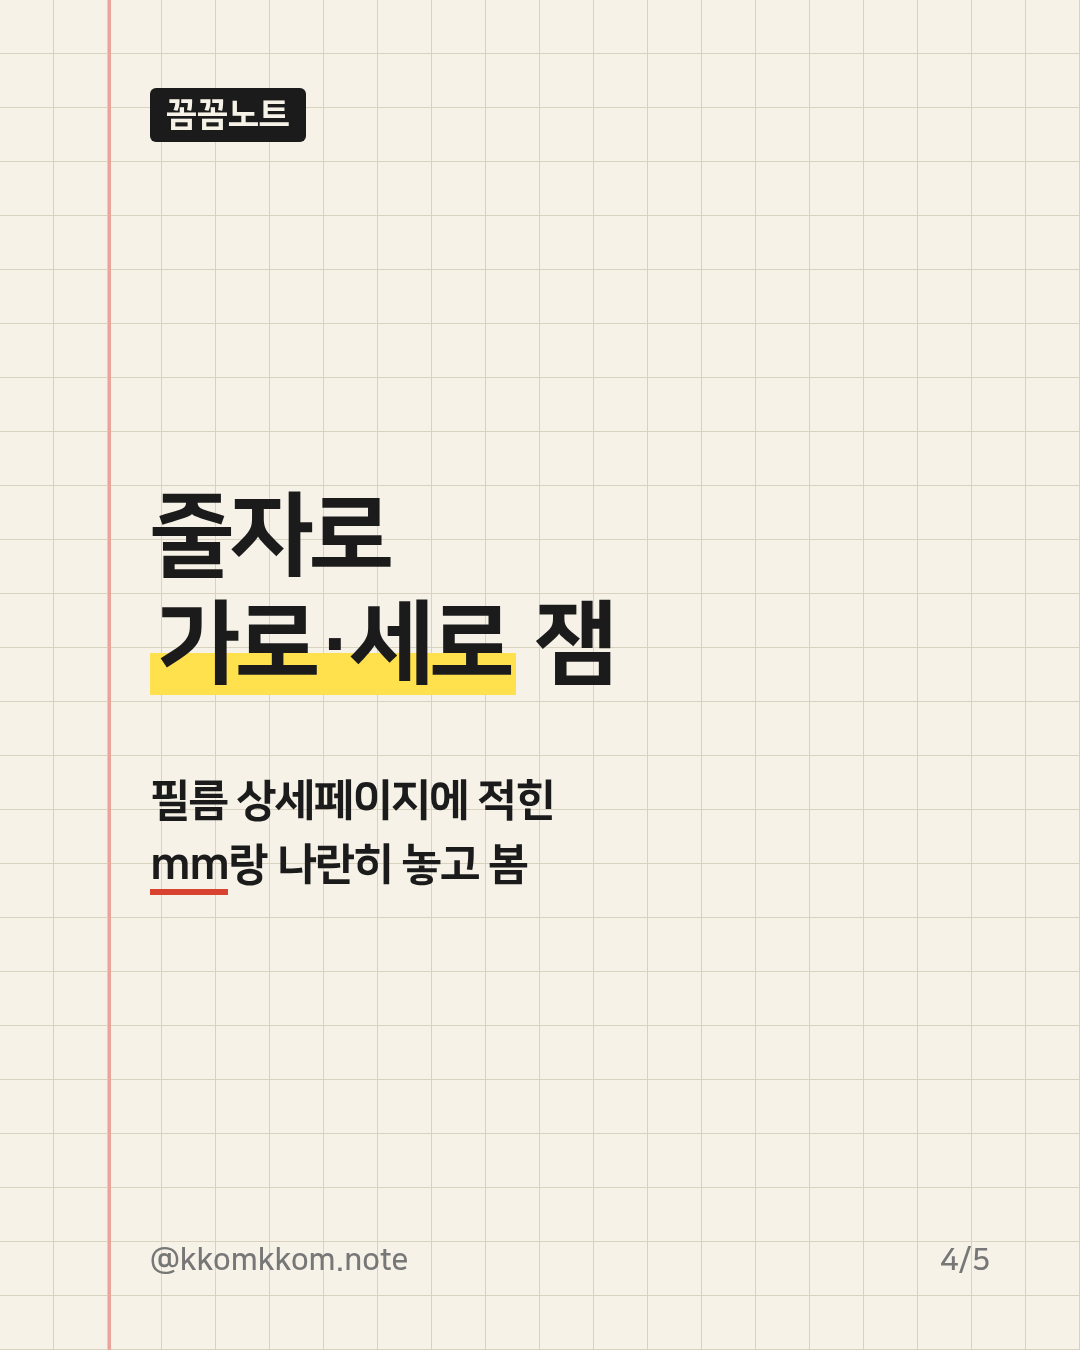 꼼꼼노트
줄자로
가로·세로 잼
필름 상세페이지에 적힌
mm랑 나란히 놓고 봄
@kkomkkom.note
4/5